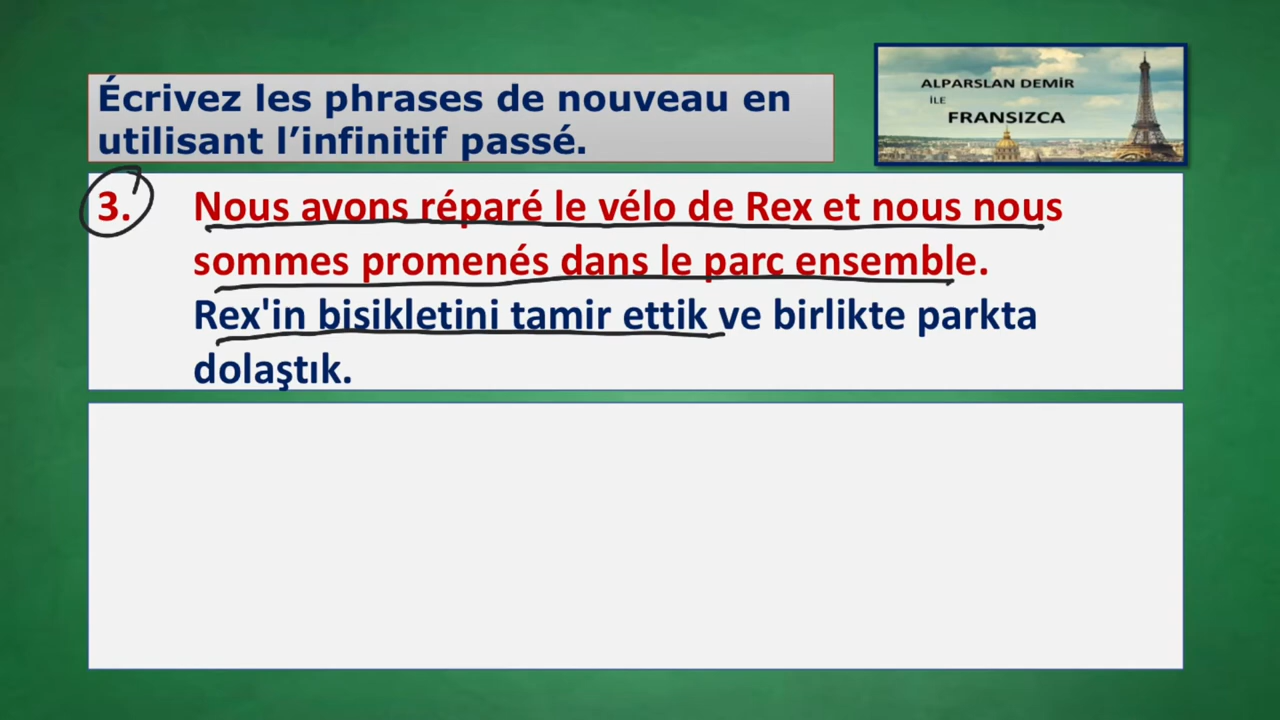 Écrivez les phrases de nouveau en
utilisant l'infinitif passé.
ALPARSLAN DEMİR
İLE
FRANSIZCA
3. Nous avons réparé le vélo de Rex et nous nous
sommes promenés dans le parc ensemble.
Rex'in bisikletini tamir ettik ve birlikte parkta
dolaştık.